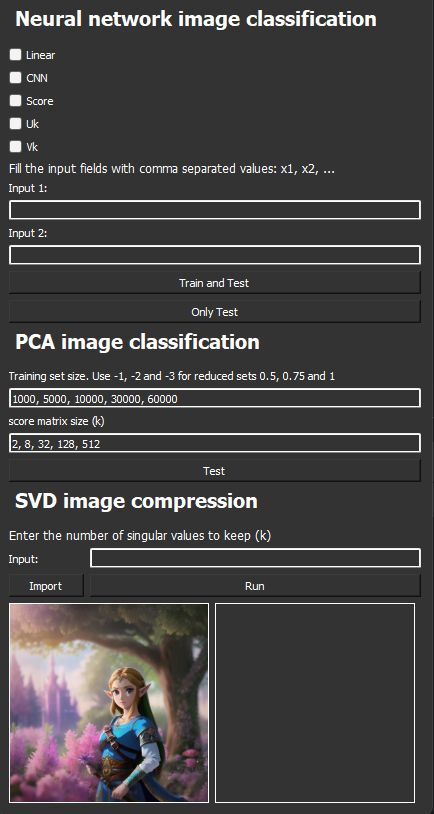 Neural network image classification
Linear
CNN
Score
Uk
Vk
Fill the input fields with comma separated values: x1, x2, ...
Input 1:
Input 2:
Train and Test
Only Test
PCA image classification
Training set size. Use -1, -2 and -3 for reduced sets 0.5, 0.75 and 1
1000, 5000, 10000, 30000, 60000
score matrix size (k)
2, 8, 32, 128, 512
Test
SVD image compression
Enter the number of singular values to keep (k)
Input:
Import Run